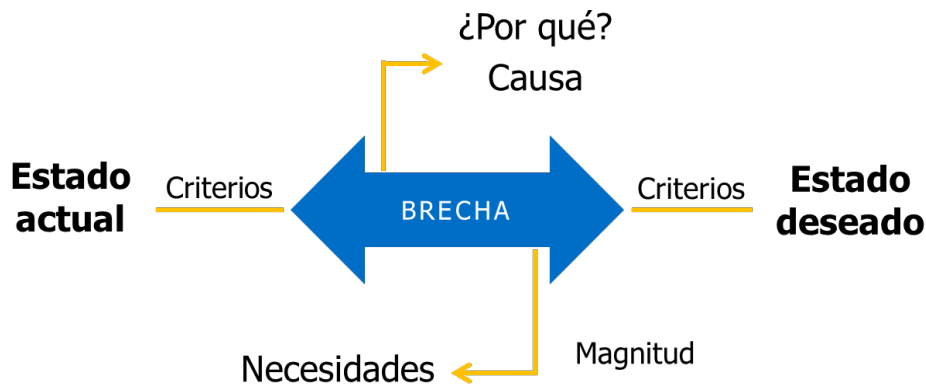 ¿Por qué?
Causa
Estado
actual
Criterios
BRECHA
Criterios
Estado
deseado
Necesidades
Magnitud